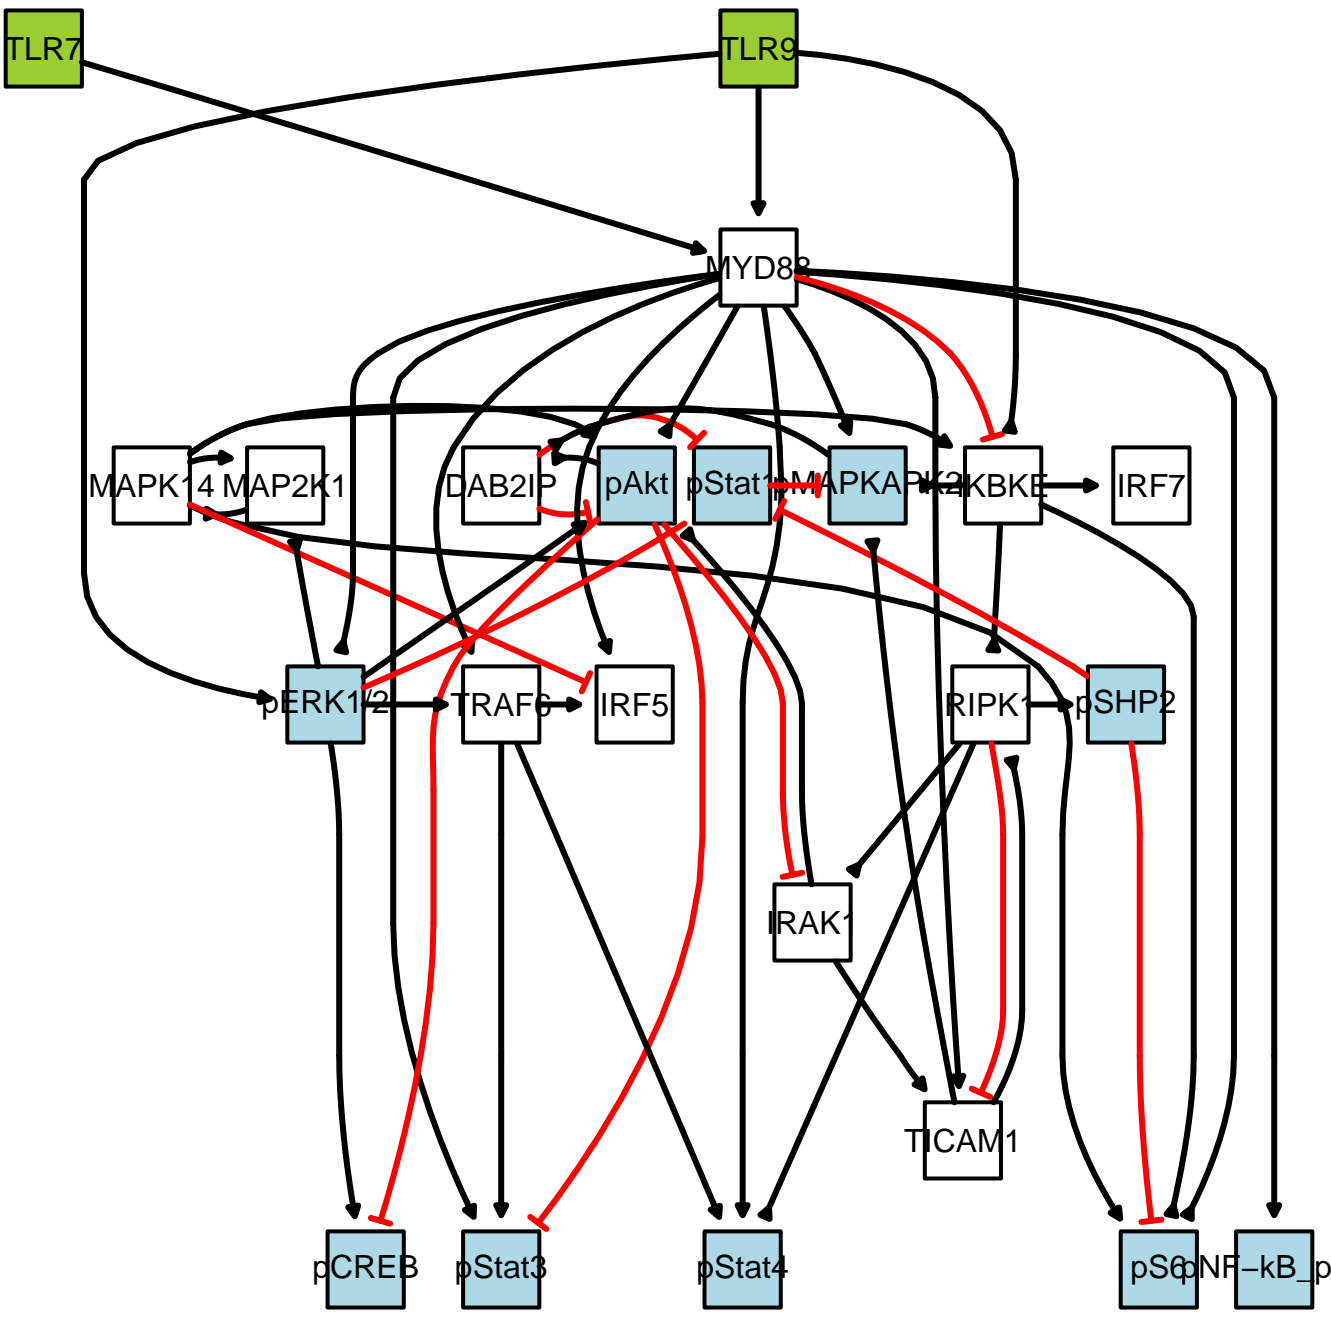 TLR7
TLR9
MYD88
MAPK14
MAP2K1
DAB2IP
pAkt
pStat1
pMAPKAPK2
IKBKE
IRF7
pERK1/2
TRAF6
IRF5
RIPK1
pSHP2
IRAK1
TICAM1
pCREB
pStat3
pStat4
pS6
pNF−kB_p